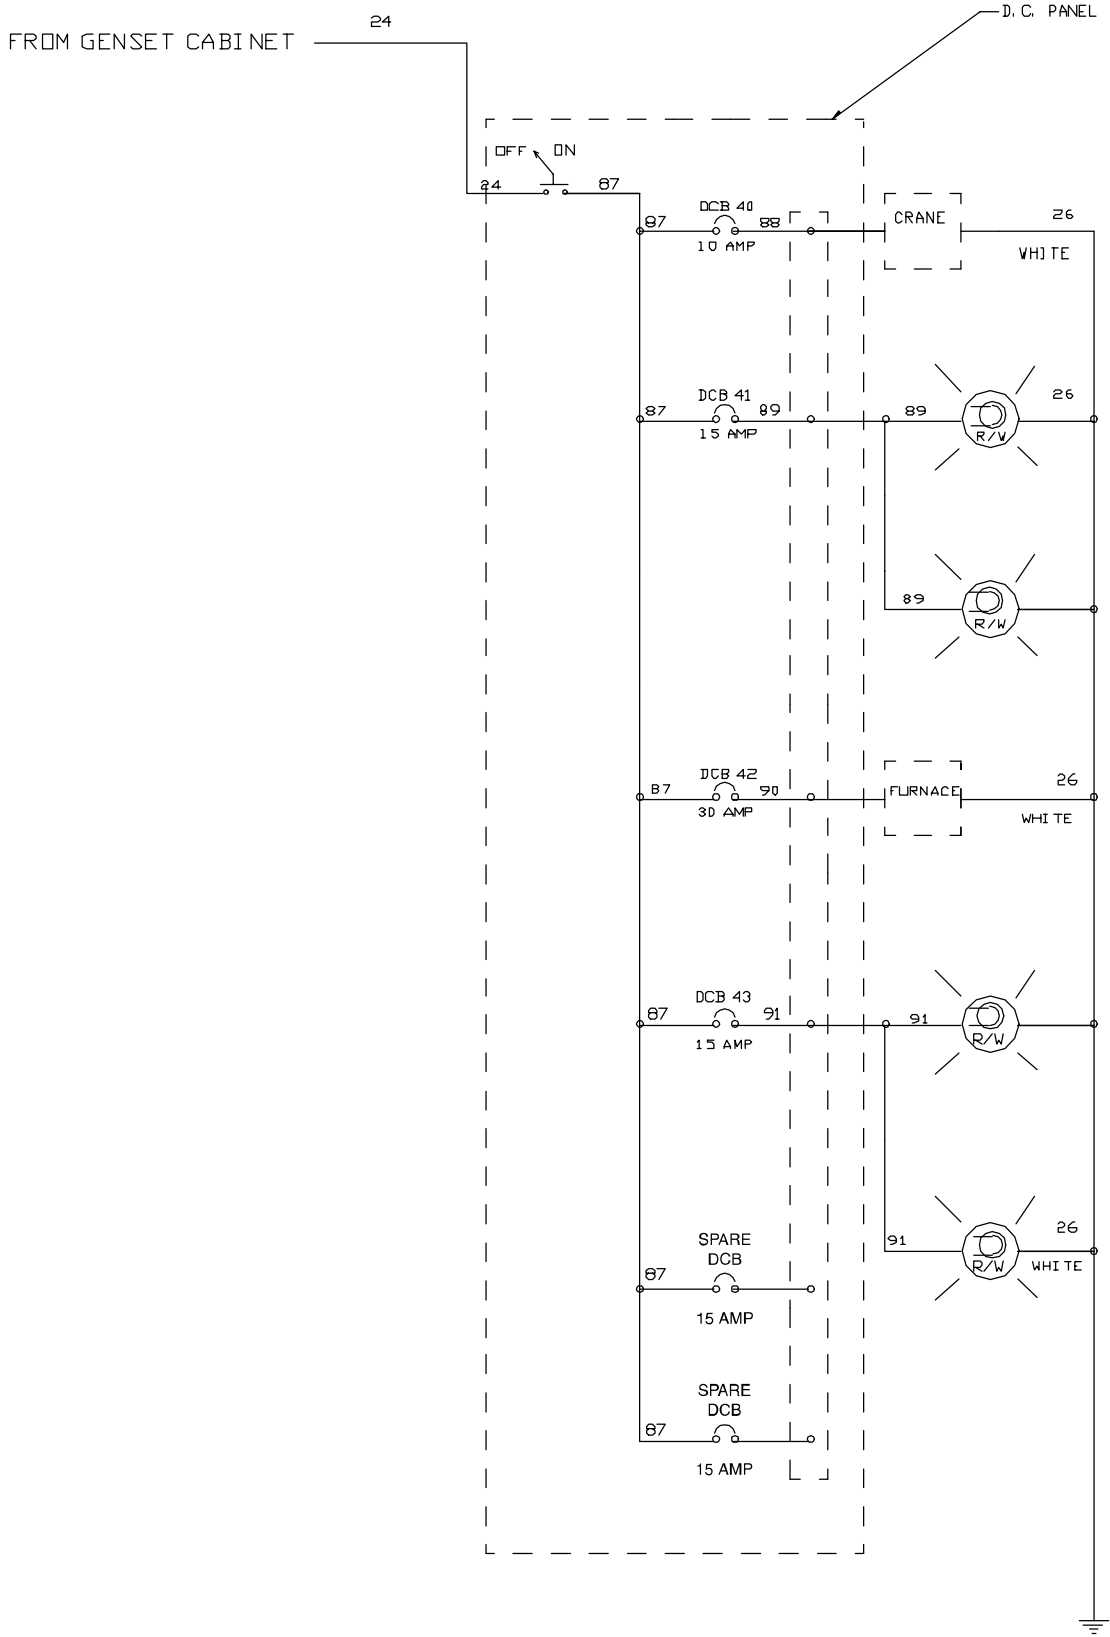 D.C. PANEL
24
FROM GENSET CABINET
OFF ON
24
87
DCB 40
87
88
10 AMP
CRANE
26
WHITE
DCB 41
87
89
15 AMP
89
R/W
26
89
R/W
DCB 42
87
90
30 AMP
FURNACE
26
WHITE
DCB 43
87
91
15 AMP
91
R/W
SPARE
DCB
87
15 AMP
91
R/W
26
WHITE
SPARE
DCB
87
15 AMP